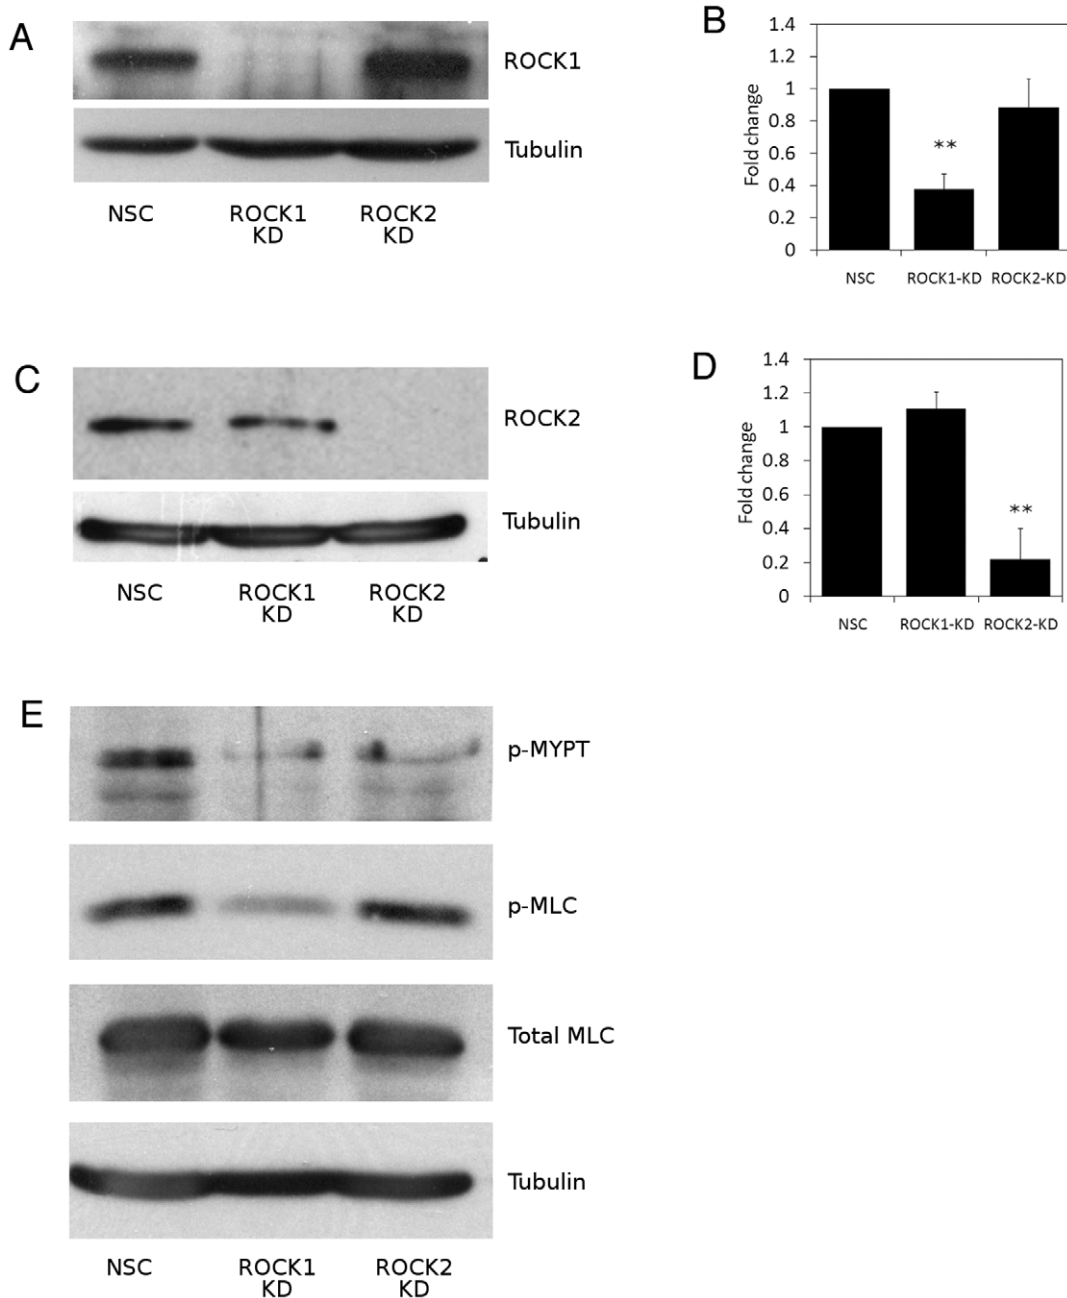 A
ROCK1
Tubulin
NSC
ROCK1
KD
ROCK2
KD
B
Fold change
1.4
1.2
1
0.8
0.6
0.4
0.2
0
**
NSC
ROCK1-KD
ROCK2-KD
C
ROCK2
Tubulin
NSC
ROCK1
KD
ROCK2
KD
D
Fold change
1.4
1.2
1
0.8
0.6
0.4
0.2
0
**
NSC
ROCK1-KD
ROCK2-KD
E
p-MYPT
p-MLC
Total MLC
Tubulin
NSC
ROCK1
KD
ROCK2
KD